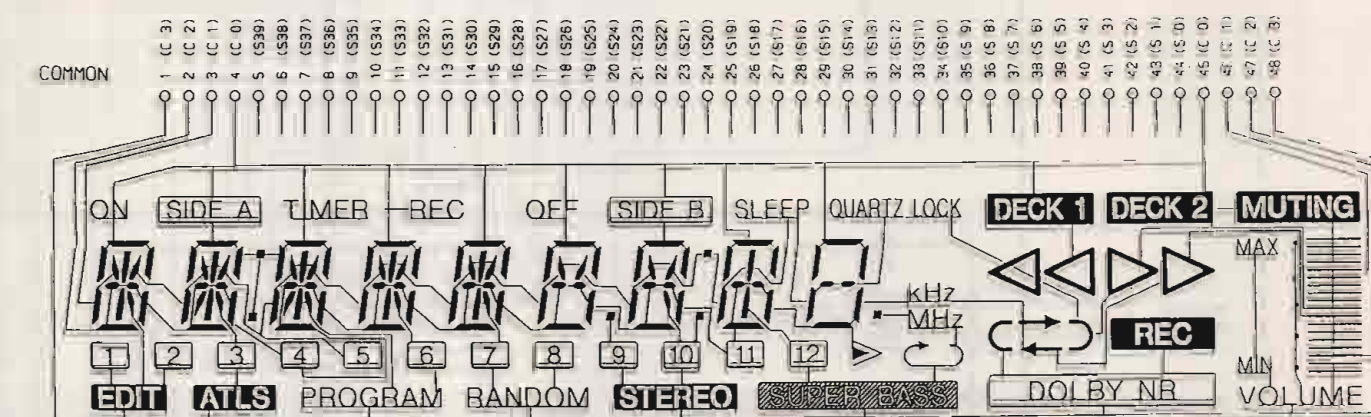 COMMON
1 (C 3)
2 (C 2)
3 (C 1)
4 (C 0)
5 (S39)
6 (S38)
7 (S37)
8 (S36)
9 (S35)
10 (S34)
11 (S33)
12 (S32)
13 (S31)
14 (S30)
15 (S29)
16 (S28)
17 (S27)
18 (S26)
19 (S25)
20 (S24)
21 (S23)
22 (S22)
23 (S21)
24 (S20)
25 (S19)
26 (S18)
27 (S17)
28 (S16)
29 (S15)
30 (S14)
31 (S13)
32 (S12)
33 (S11)
34 (S10)
35 (S 9)
36 (S 8)
37 (S 7)
38 (S 6)
39 (S 5)
40 (S 4)
41 (S 3)
42 (S 2)
43 (S 1)
44 (S 0)
45 (C 0)
46 (C 1)
47 (C 2)
48 (C 3)
ON SIDE A TIMER REC OFF SIDE B SLEEP QUARTZ LOCK DECK 1 DECK 2 MUTING
MAX
kHz
MHz
REC
1 2 3 4 5 6 7 8 9 10 11 12
MIN
EDIT ATLS PROGRAM RANDOM STEREO SUPER BASS DOLBY NR VOLUME